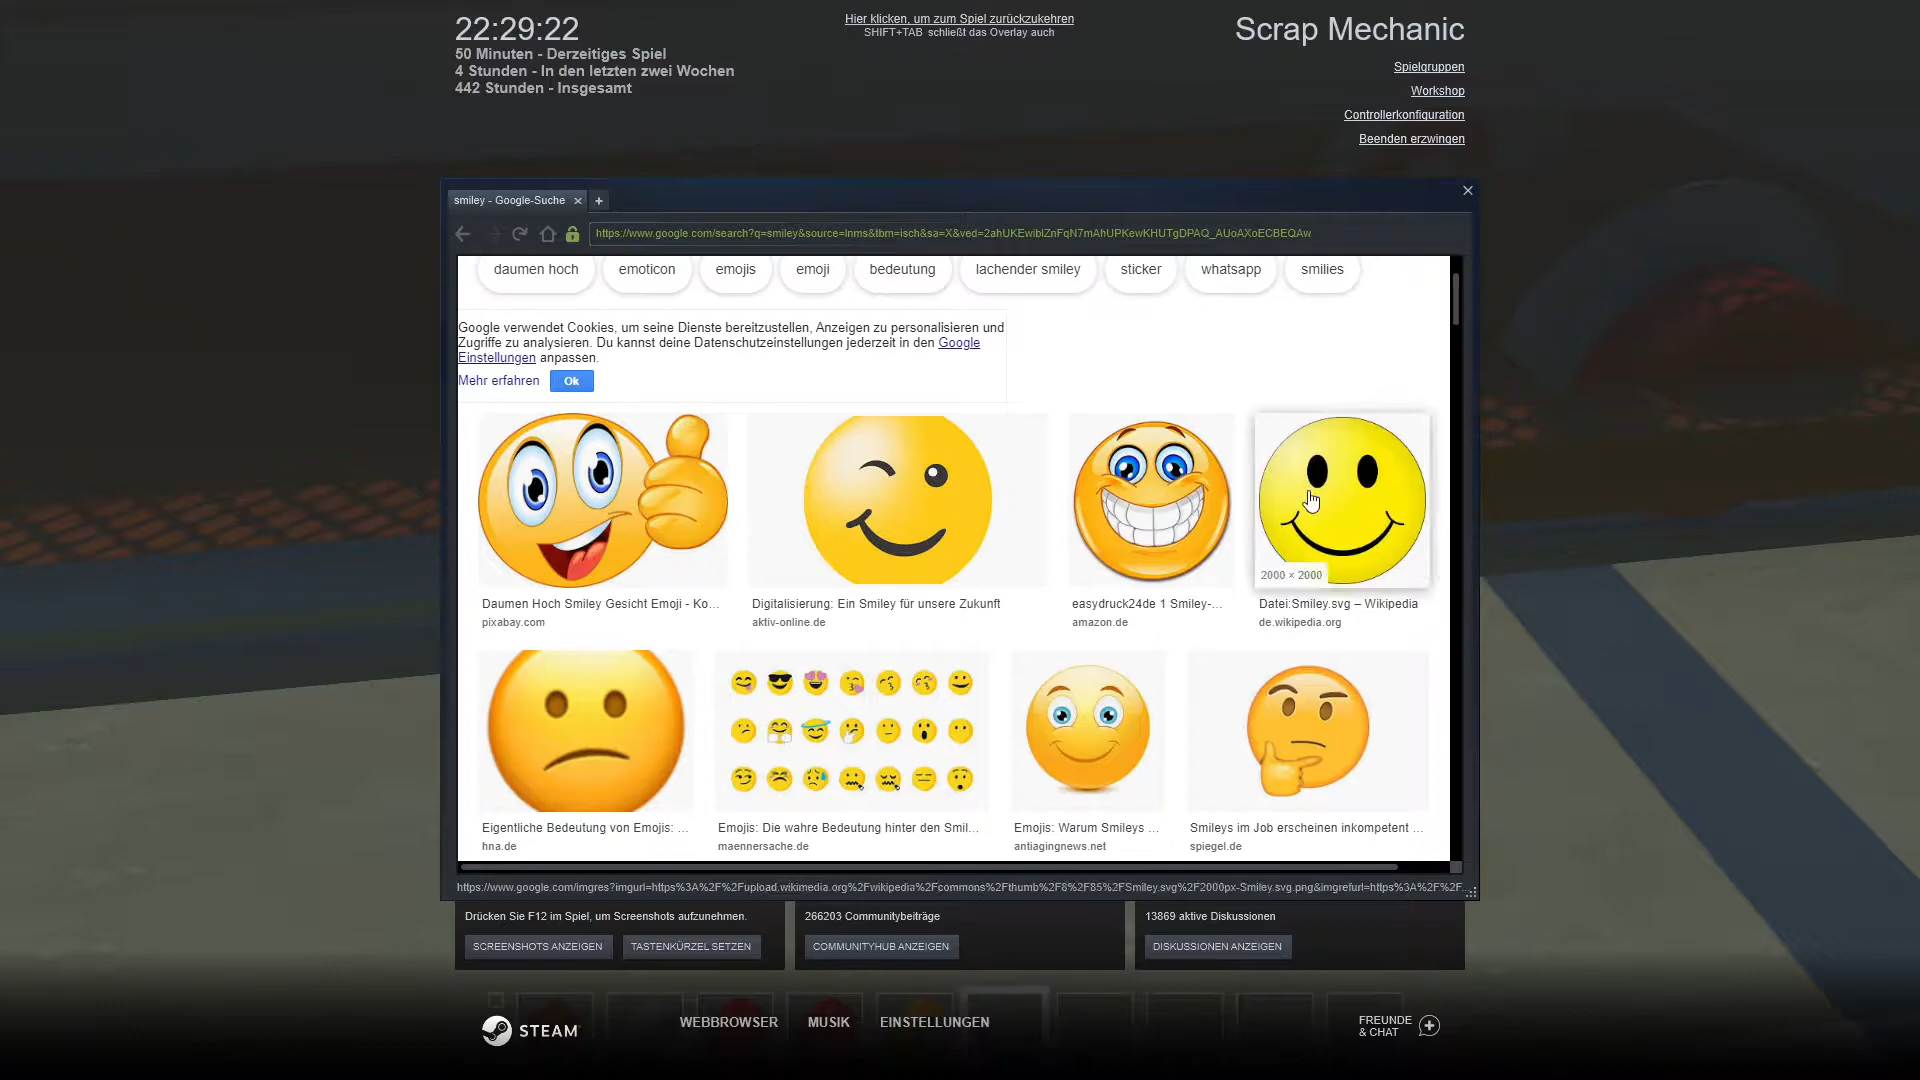 22:29:22
50 Minuten - Derzeitiges Spiel
4 Stunden - In den letzten zwei Wochen
442 Stunden - Insgesamt
Hier klicken, um zum Spiel zurückzukehren
SHIFT+TAB schließt das Overlay auch
Scrap Mechanic
Spielgruppen
Workshop
Controllerkonfiguration
Beenden erzwingen
smiley - Google-Suche
https://www.google.com/search?q=smiley&source=lnms&tbm=isch&sa=X&ved=2ahUKEwiblZnFqN7mAhUPKewKHUTgDPAQ_AUoAXoECBEQAw
daumen hoch emoticon emojis emoji bedeutung lachender smiley sticker whatsapp smilies
Google verwendet Cookies, um seine Dienste bereitzustellen, Anzeigen zu personalisieren und
Zugriffe zu analysieren. Du kannst deine Datenschutzeinstellungen jederzeit in den Google
Einstellungen anpassen.
Mehr erfahren Ok
2000 × 2000
Daumen Hoch Smiley Gesicht Emoji - Ko...
pixabay.com
Digitalisierung: Ein Smiley für unsere Zukunft
aktiv-online.de
easydruck24de 1 Smiley-...
amazon.de
Datei:Smiley.svg – Wikipedia
de.wikipedia.org
Eigentliche Bedeutung von Emojis: ...
hna.de
Emojis: Die wahre Bedeutung hinter den Smil...
maennersache.de
Emojis: Warum Smileys ...
antiagingnews.net
Smileys im Job erscheinen inkompetent ...
spiegel.de
https://www.google.com/imgres?imgurl=https%3A%2F%2Fupload.wikimedia.org%2Fwikipedia%2Fcommons%2Fthumb%2F8%2F85%2FSmiley.svg%2F2000px-Smiley.svg.png&imgrefurl=https%3A%2F%2F...
Drücken Sie F12 im Spiel, um Screenshots aufzunehmen.
SCREENSHOTS ANZEIGEN TASTENKÜRZEL SETZEN
266203 Communitybeiträge
COMMUNITYHUB ANZEIGEN
13869 aktive Diskussionen
DISKUSSIONEN ANZEIGEN
STEAM
WEBBROWSER MUSIK EINSTELLUNGEN
FREUNDE
& CHAT